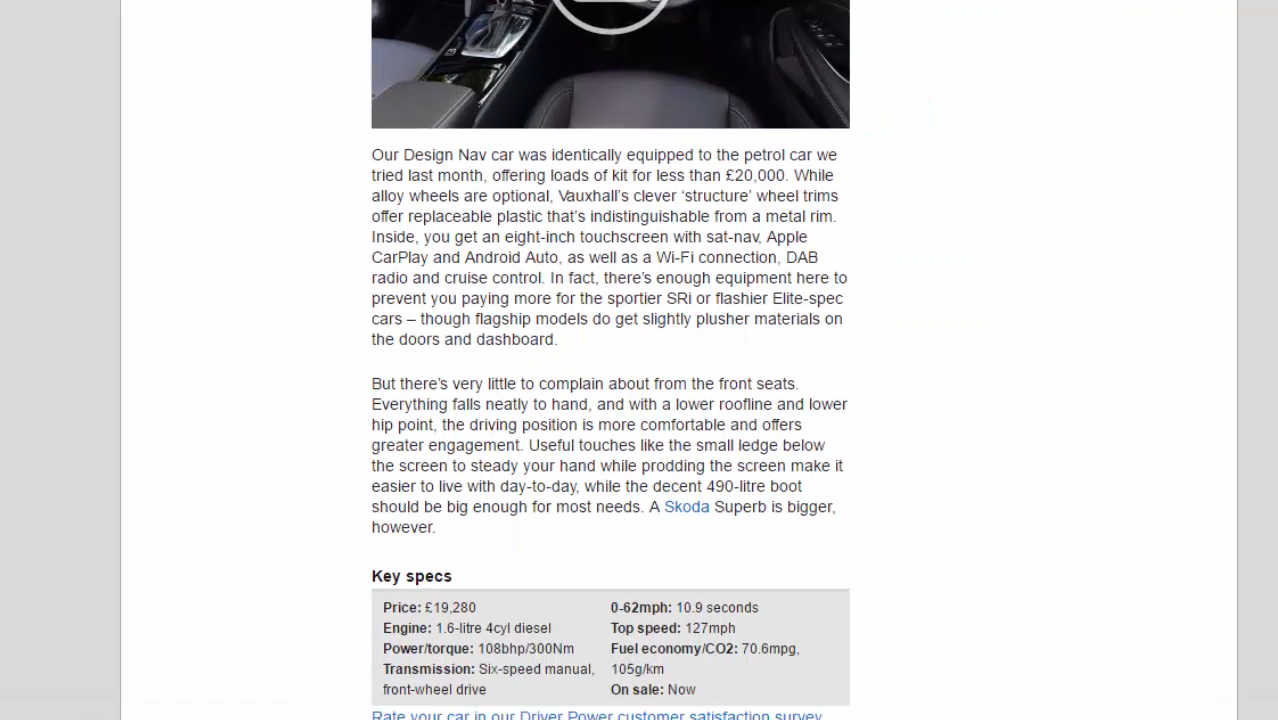 Our Design Nav car was identically equipped to the petrol car we
tried last month, offering loads of kit for less than £20,000. While
alloy wheels are optional, Vauxhall’s clever ‘structure’ wheel trims
offer replaceable plastic that’s indistinguishable from a metal rim.
Inside, you get an eight-inch touchscreen with sat-nav, Apple
CarPlay and Android Auto, as well as a Wi-Fi connection, DAB
radio and cruise control. In fact, there’s enough equipment here to
prevent you paying more for the sportier SRi or flashier Elite-spec
cars – though flagship models do get slightly plusher materials on
the doors and dashboard.
But there’s very little to complain about from the front seats.
Everything falls neatly to hand, and with a lower roofline and lower
hip point, the driving position is more comfortable and offers
greater engagement. Useful touches like the small ledge below
the screen to steady your hand while prodding the screen make it
easier to live with day-to-day, while the decent 490-litre boot
should be big enough for most needs. A Skoda Superb is bigger,
however.
Key specs
Price: £19,280
Engine: 1.6-litre 4cyl diesel
Power/torque: 108bhp/300Nm
Transmission: Six-speed manual,
front-wheel drive
0-62mph: 10.9 seconds
Top speed: 127mph
Fuel economy/CO2: 70.6mpg,
105g/km
On sale: Now
Rate your car in our Driver Power customer satisfaction survey